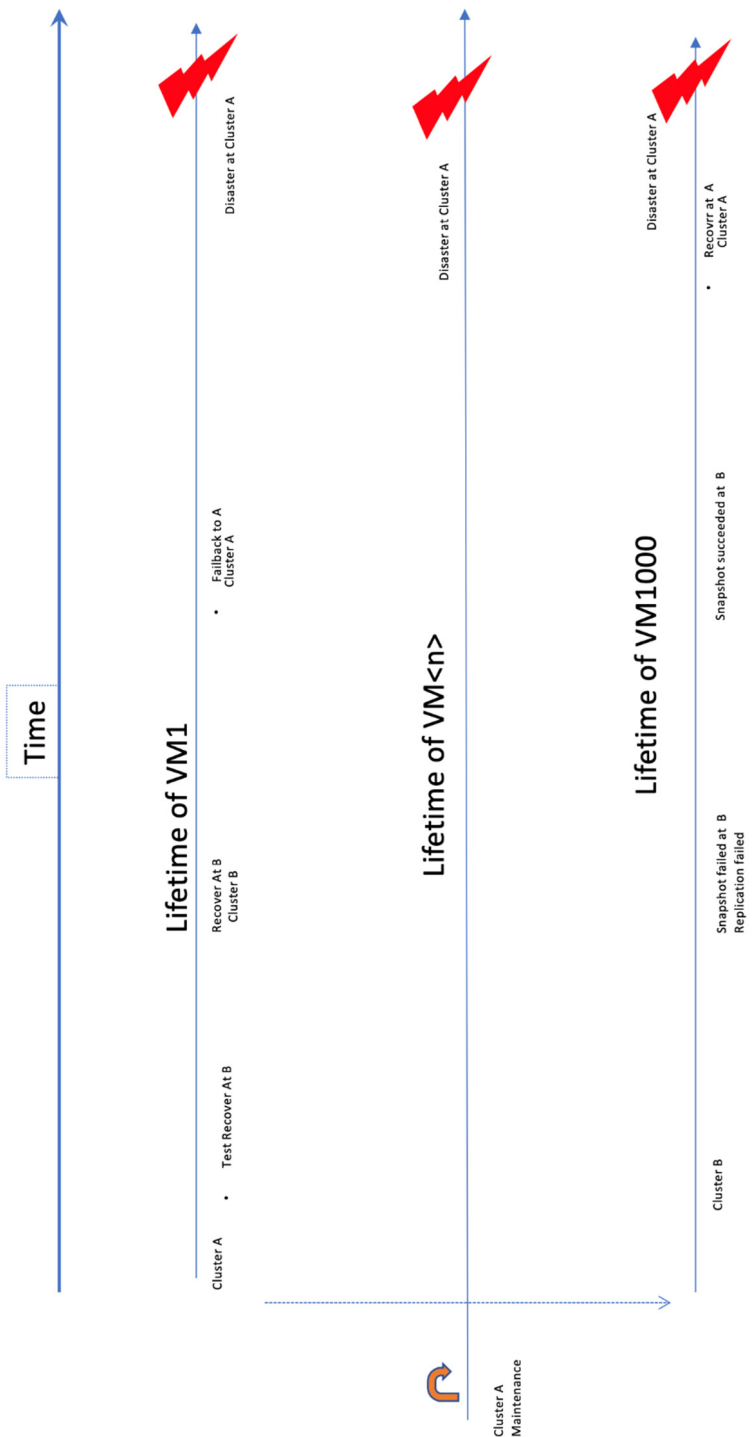 Time
Lifetime of VM1
Cluster A
• Test Recover At B
Recover At B
Cluster B
• Failback to A
Cluster A
Disaster at Cluster A
Lifetime of VM<n>
Disaster at Cluster A
Cluster A
Maintenance
Lifetime of VM1000
Disaster at Cluster A
Cluster B
Snapshot failed at B
Replication failed
Snapshot succeeded at B
• Recovrr at A
Cluster A